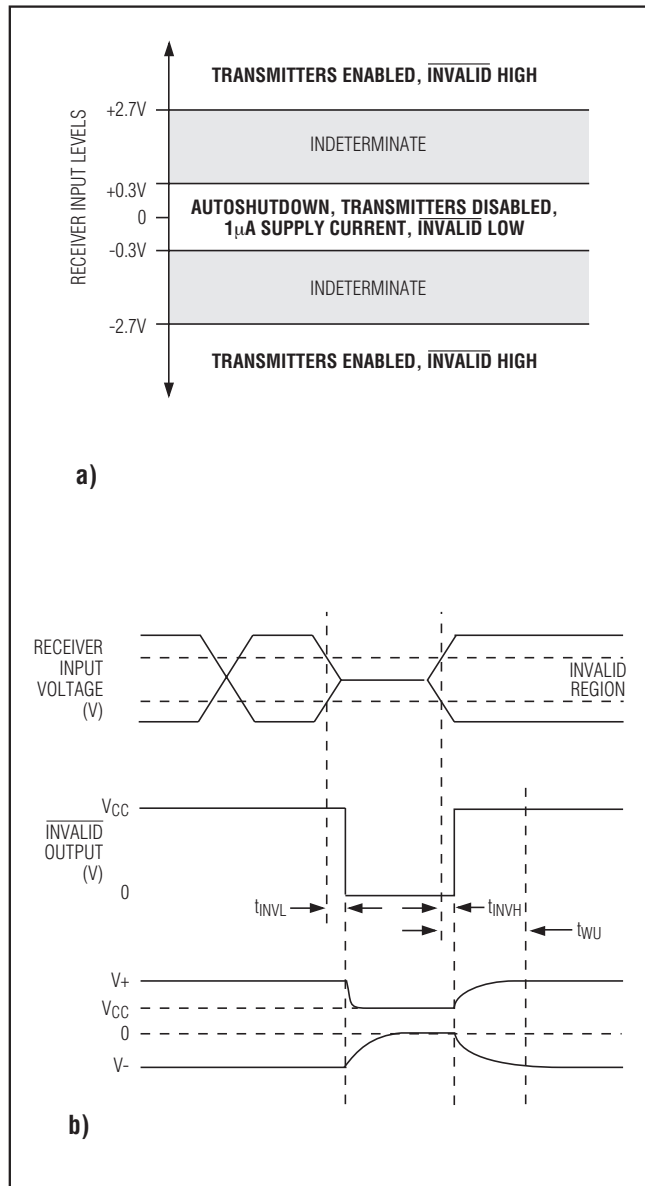 TRANSMITTERS ENABLED, INVALID HIGH
+2.7V
INDETERMINATE
+0.3V
AUTOSHUTDOWN, TRANSMITTERS DISABLED,
1μA SUPPLY CURRENT, INVALID LOW
0
-0.3V
INDETERMINATE
-2.7V
TRANSMITTERS ENABLED, INVALID HIGH
RECEIVER INPUT LEVELS
a)
RECEIVER
INPUT
VOLTAGE
(V)
INVALID
REGION
VCC
INVALID
OUTPUT
(V)
0
tINVL
tINVH
tWU
V+
VCC
0
V-
b)